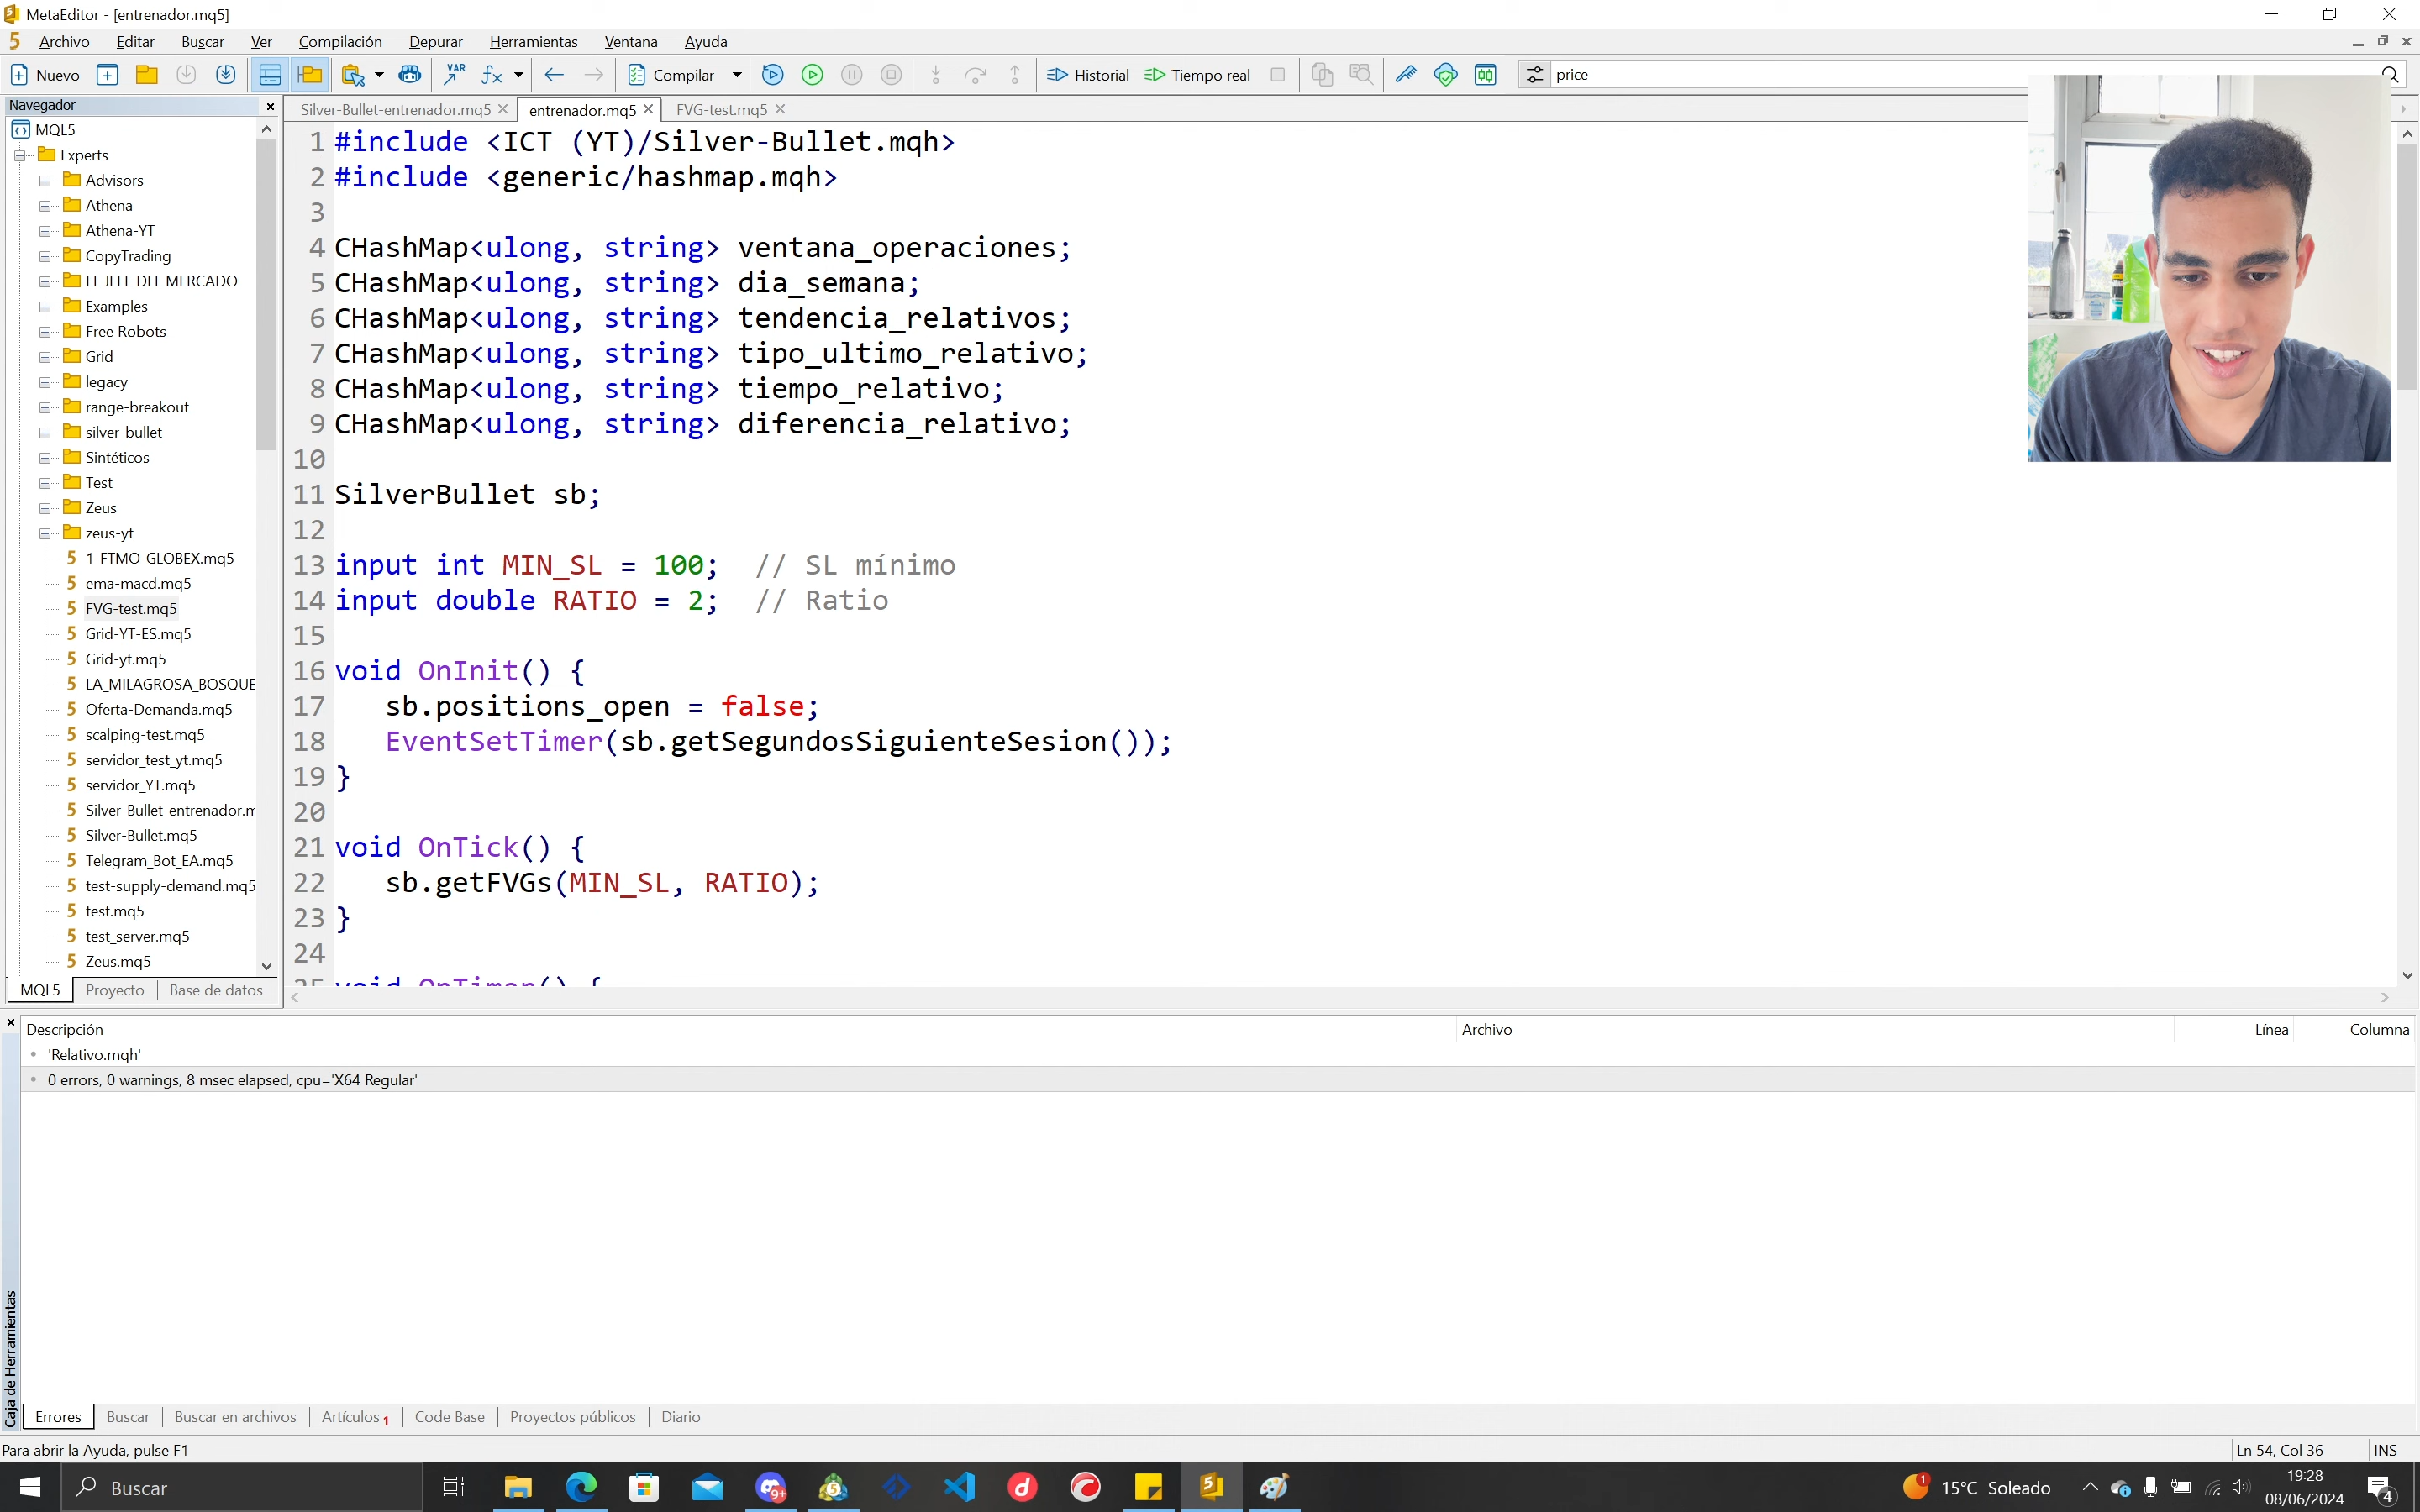 MetaEditor - [entrenador.mq5]
Archivo Editar Buscar Ver Compilación Depurar Herramientas Ventana Ayuda
Nuevo VAR fx Compilar Historial Tiempo real price
Navegador
Silver-Bullet-entrenador.mq5 entrenador.mq5 FVG-test.mq5
MQL5
Experts
Advisors
Athena
Athena-YT
CopyTrading
EL JEFE DEL MERCADO
Examples
Free Robots
Grid
legacy
range-breakout
silver-bullet
Sintéticos
Test
Zeus
zeus-yt
1-FTMO-GLOBEX.mq5
ema-macd.mq5
FVG-test.mq5
Grid-YT-ES.mq5
Grid-yt.mq5
LA_MILAGROSA_BOSQUE
Oferta-Demanda.mq5
scalping-test.mq5
servidor_test_yt.mq5
servidor_YT.mq5
Silver-Bullet-entrenador.m
Silver-Bullet.mq5
Telegram_Bot_EA.mq5
test-supply-demand.mq5
test.mq5
test_server.mq5
Zeus.mq5
MQL5 Proyecto Base de datos
1 #include <ICT (YT)/Silver-Bullet.mqh>
2 #include <generic/hashmap.mqh>
3
4 CHashMap<ulong, string> ventana_operaciones;
5 CHashMap<ulong, string> dia_semana;
6 CHashMap<ulong, string> tendencia_relativos;
7 CHashMap<ulong, string> tipo_ultimo_relativo;
8 CHashMap<ulong, string> tiempo_relativo;
9 CHashMap<ulong, string> diferencia_relativo;
10
11 SilverBullet sb;
12
13 input int MIN_SL = 100; // SL mínimo
14 input double RATIO = 2; // Ratio
15
16 void OnInit() {
17 sb.positions_open = false;
18 EventSetTimer(sb.getSegundosSiguienteSesion());
19 }
20
21 void OnTick() {
22 sb.getFVGs(MIN_SL, RATIO);
23 }
24
25 void OnTimer() {
Descripción Archivo Línea Columna
'Relativo.mqh'
0 errors, 0 warnings, 8 msec elapsed, cpu='X64 Regular'
Caja de Herramientas
Errores Buscar Buscar en archivos Artículos 1 Code Base Proyectos públicos Diario
Para abrir la Ayuda, pulse F1 Ln 54, Col 36 INS
Buscar 9+ 1 15°C Soleado 19:28
08/06/2024 4